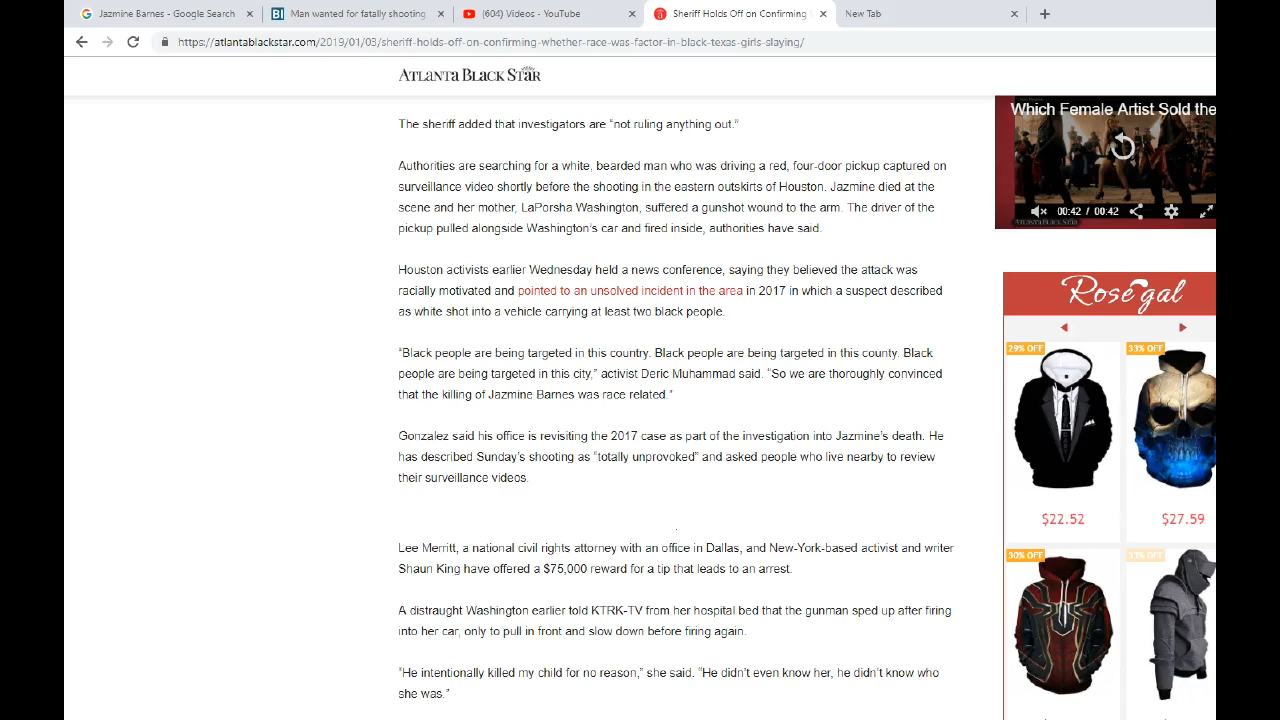 Jazmine Barnes - Google Search
Man wanted for fatally shooting
(604) Videos - YouTube
Sheriff Holds Off on Confirming
New Tab
https://atlantablackstar.com/2019/01/03/sheriff-holds-off-on-confirming-whether-race-was-factor-in-black-texas-girls-slaying/
ATLANTA BLACK STAR
The sheriff added that investigators are “not ruling anything out.”
Authorities are searching for a white, bearded man who was driving a red, four-door pickup captured on
surveillance video shortly before the shooting in the eastern outskirts of Houston. Jazmine died at the
scene and her mother, LaPorsha Washington, suffered a gunshot wound to the arm. The driver of the
pickup pulled alongside Washington’s car and fired inside, authorities have said.
Houston activists earlier Wednesday held a news conference, saying they believed the attack was
racially motivated and pointed to an unsolved incident in the area in 2017 in which a suspect described
as white shot into a vehicle carrying at least two black people.
“Black people are being targeted in this country. Black people are being targeted in this county. Black
people are being targeted in this city,” activist Deric Muhammad said. “So we are thoroughly convinced
that the killing of Jazmine Barnes was race related.”
Gonzalez said his office is revisiting the 2017 case as part of the investigation into Jazmine’s death. He
has described Sunday’s shooting as “totally unprovoked” and asked people who live nearby to review
their surveillance videos.
Lee Merritt, a national civil rights attorney with an office in Dallas, and New-York-based activist and writer
Shaun King have offered a $75,000 reward for a tip that leads to an arrest.
A distraught Washington earlier told KTRK-TV from her hospital bed that the gunman sped up after firing
into her car, only to pull in front and slow down before firing again.
“He intentionally killed my child for no reason,” she said. “He didn’t even know her, he didn’t know who
she was.”
Which Female Artist Sold the
00:42 / 00:42
Rosegal
29% OFF
33% OFF
$22.52
$27.59
30% OFF
33% OFF